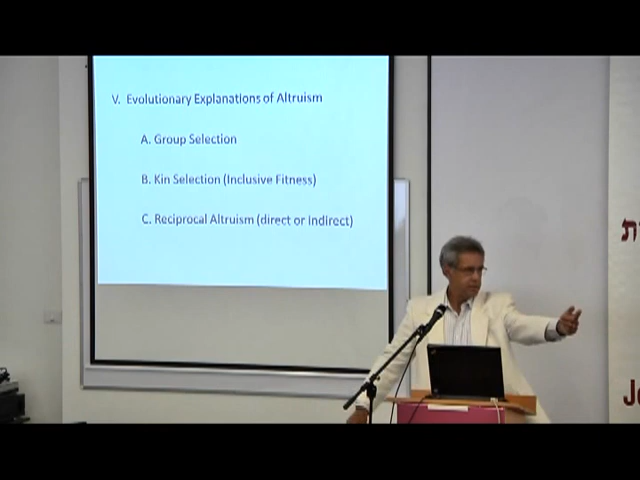 V. Evolutionary Explanations of Altruism
A. Group Selection
B. Kin Selection (Inclusive Fitness)
C. Reciprocal Altruism (direct or indirect)